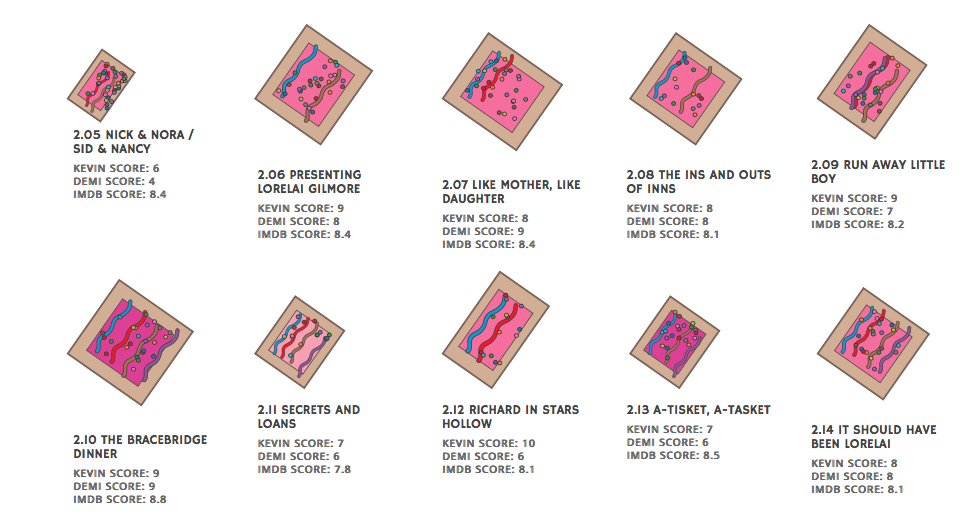 2.05 NICK & NORA /
SID & NANCY
KEVIN SCORE: 6
DEMI SCORE: 4
IMDB SCORE: 8.4
2.06 PRESENTING
LORELAI GILMORE
KEVIN SCORE: 9
DEMI SCORE: 8
IMDB SCORE: 8.4
2.07 LIKE MOTHER, LIKE
DAUGHTER
KEVIN SCORE: 8
DEMI SCORE: 9
IMDB SCORE: 8.4
2.08 THE INS AND OUTS
OF INNS
KEVIN SCORE: 8
DEMI SCORE: 8
IMDB SCORE: 8.1
2.09 RUN AWAY LITTLE
BOY
KEVIN SCORE: 9
DEMI SCORE: 7
IMDB SCORE: 8.2
2.10 THE BRACEBRIDGE
DINNER
KEVIN SCORE: 9
DEMI SCORE: 9
IMDB SCORE: 8.8
2.11 SECRETS AND
LOANS
KEVIN SCORE: 7
DEMI SCORE: 6
IMDB SCORE: 7.8
2.12 RICHARD IN STARS
HOLLOW
KEVIN SCORE: 10
DEMI SCORE: 6
IMDB SCORE: 8.1
2.13 A-TISKET, A-TASKET
KEVIN SCORE: 7
DEMI SCORE: 6
IMDB SCORE: 8.5
2.14 IT SHOULD HAVE
BEEN LORELAI
KEVIN SCORE: 8
DEMI SCORE: 8
IMDB SCORE: 8.1